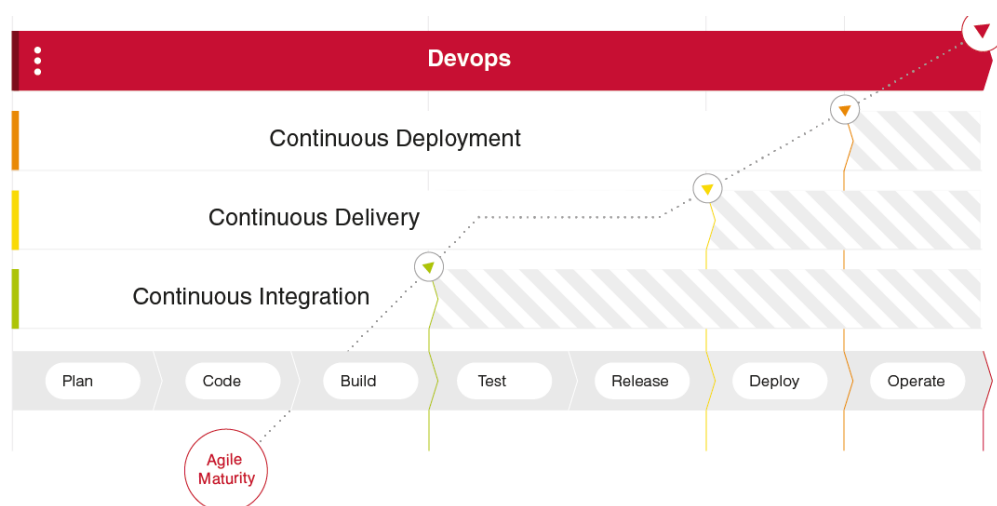 Devops
Continuous Deployment
Continuous Delivery
Continuous Integration
Plan
Code
Build
Test
Release
Deploy
Operate
Agile
Maturity